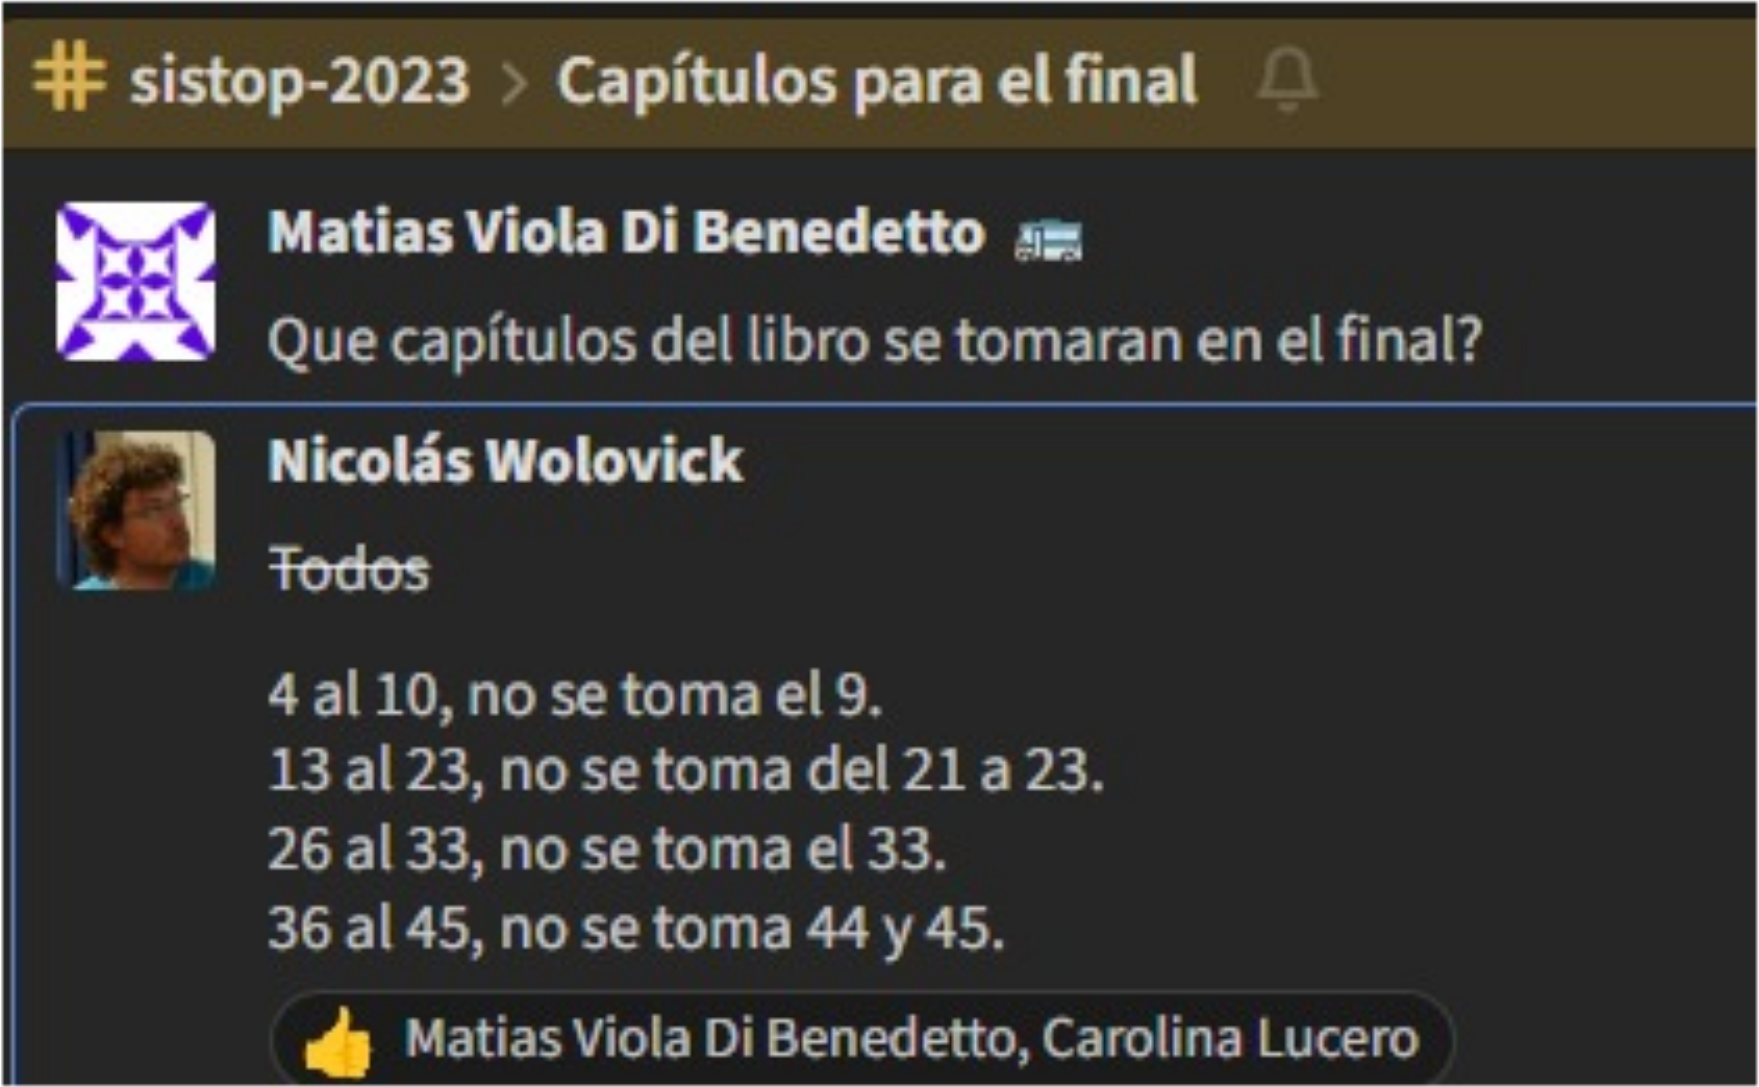 # sistop-2023 > Capítulos para el final
Matias Viola Di Benedetto
Que capítulos del libro se tomaran en el final?
Nicolás Wolovick
Todos
4 al 10, no se toma el 9.
13 al 23, no se toma del 21 a 23.
26 al 33, no se toma el 33.
36 al 45, no se toma 44 y 45.
👍 Matias Viola Di Benedetto, Carolina Lucero